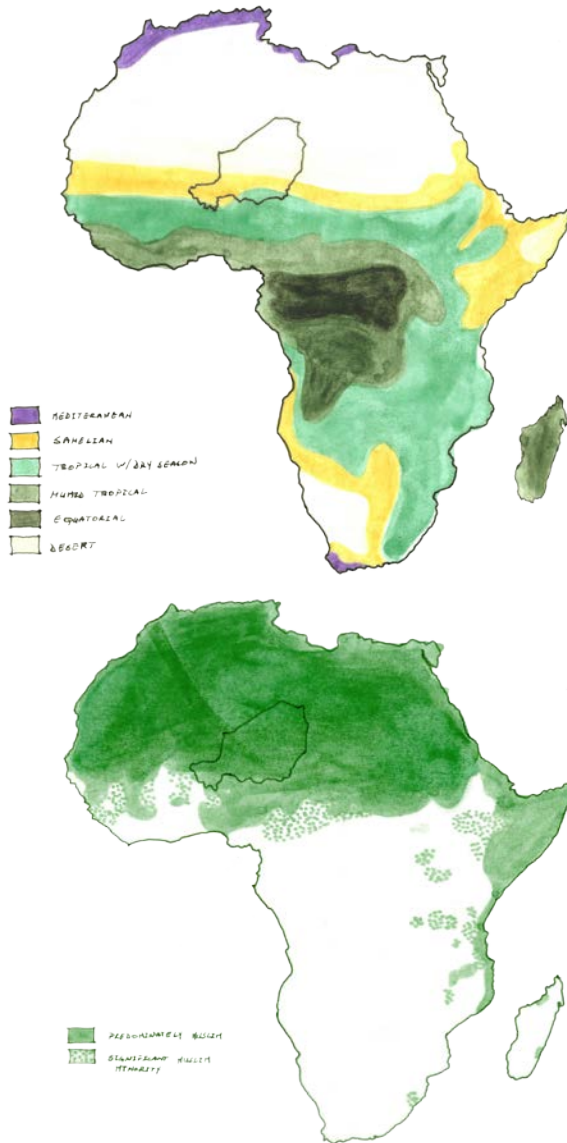 MEDITERANEAN
SAHELIAN
TROPICAL W/DRY SEASON
HUMID TROPICAL
EQUATORIAL
DESERT
PREDOMINATELY MUSLIM
SIGNIFICANT MUSLIM
MINORITY